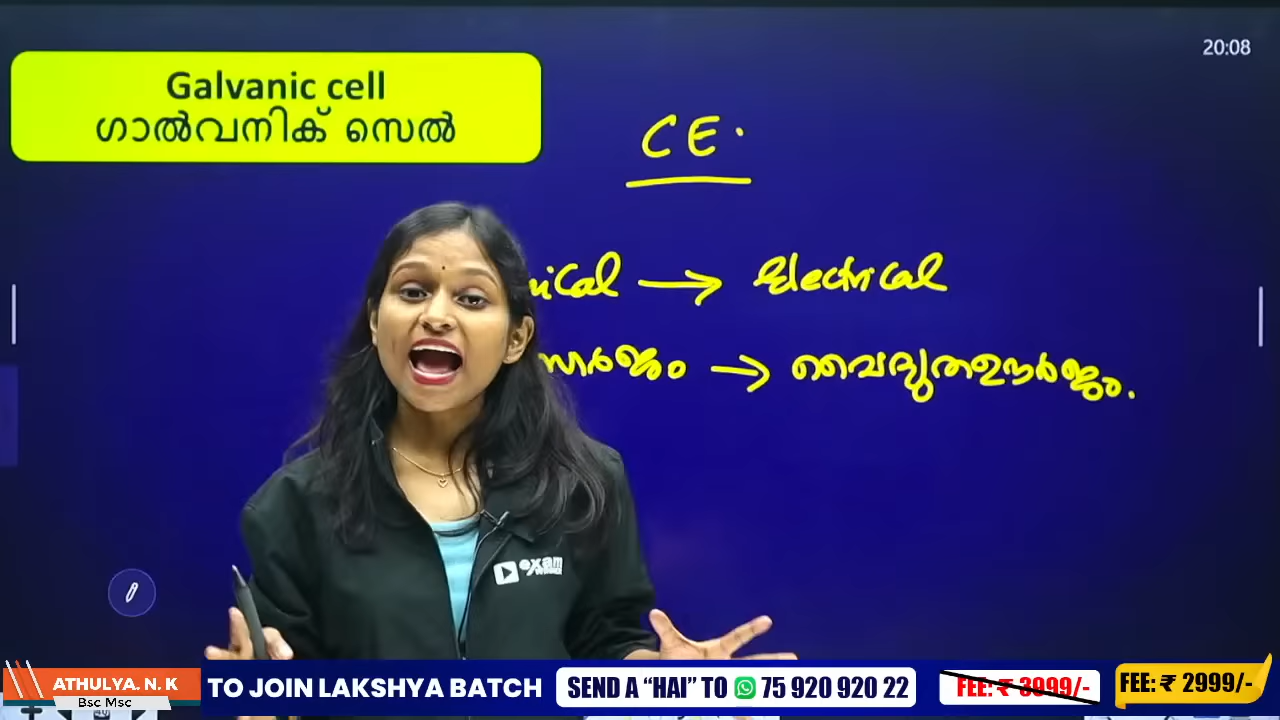 20:08
Galvanic cell
ഗാൽവനിക് സെൽ
CE.
ical → Electrical
ർജം → വൈദ്യുതഊർജം.
exam
ATHULYA. N. K
Bsc Msc
TO JOIN LAKSHYA BATCH
SEND A “HAI” TO 75 920 920 22
FEE: ₹ 3999/-
FEE: ₹ 2999/-